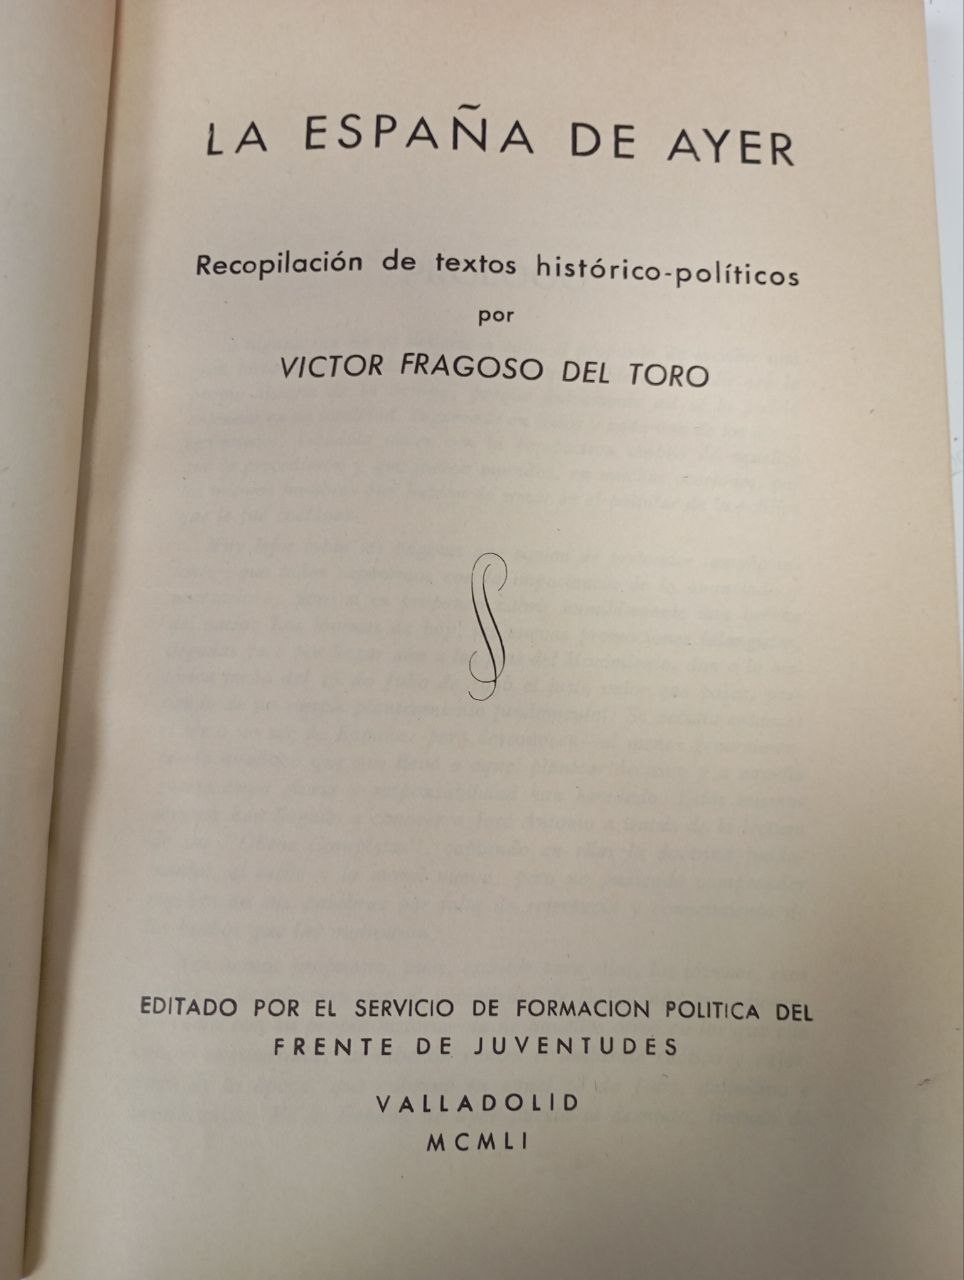 LA ESPAÑA DE AYER
Recopilación de textos histórico-políticos
por
VICTOR FRAGOSO DEL TORO
EDITADO POR EL SERVICIO DE FORMACION POLITICA DEL
FRENTE DE JUVENTUDES
VALLADOLID
MCMLI